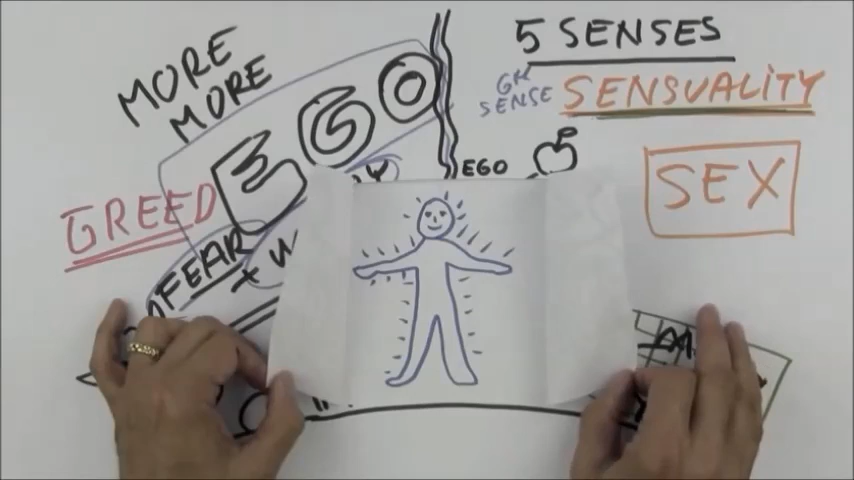 MORE
MORE
EGO
GREED
FEAR
+
5 SENSES
6TH
SENSE
SENSUALITY
EGO
SEX